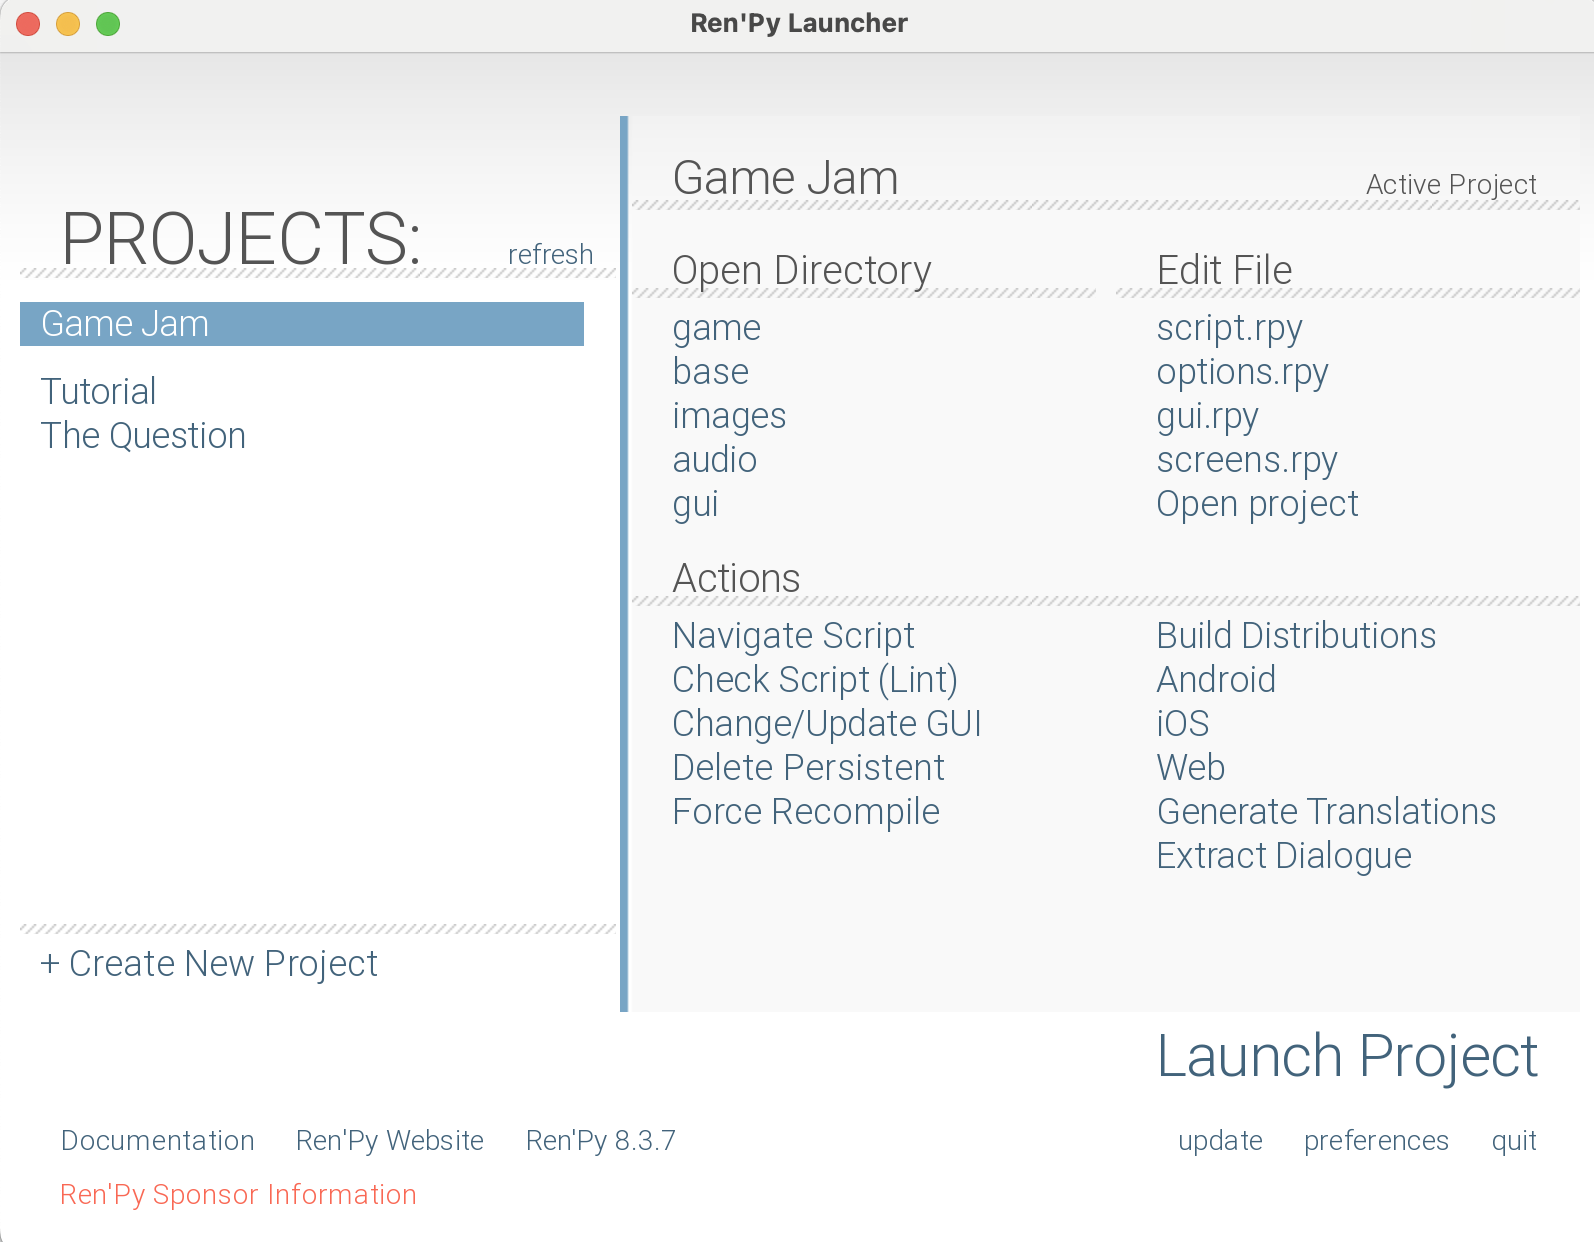 Ren'Py Launcher
PROJECTS:
refresh
Game Jam
Tutorial
The Question
+ Create New Project
Game Jam
Active Project
Open Directory
game
base
images
audio
gui
Edit File
script.rpy
options.rpy
gui.rpy
screens.rpy
Open project
Actions
Navigate Script
Check Script (Lint)
Change/Update GUI
Delete Persistent
Force Recompile
Build Distributions
Android
iOS
Web
Generate Translations
Extract Dialogue
Launch Project
Documentation
Ren'Py Website
Ren'Py 8.3.7
update
preferences
quit
Ren'Py Sponsor Information